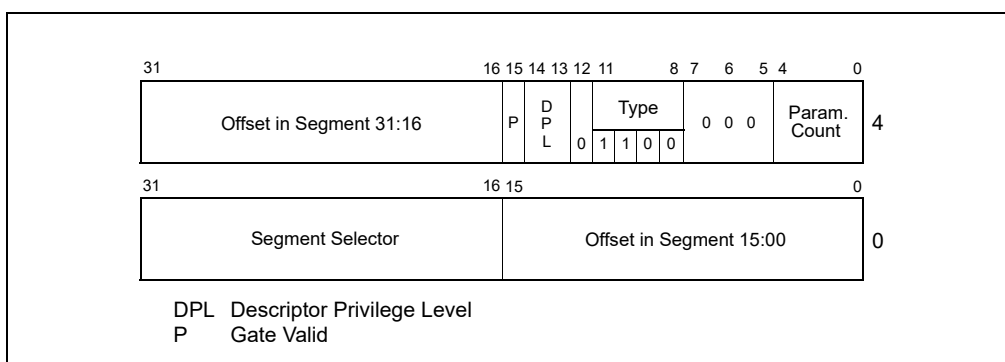 31 16 15 14 13 12 11 8 7 6 5 4 0
Offset in Segment 31:16 P D P L 0 Type 1 1 0 0 0 0 0 Param. Count 4
31 16 15 0
Segment Selector Offset in Segment 15:00 0
DPL Descriptor Privilege Level
P Gate Valid